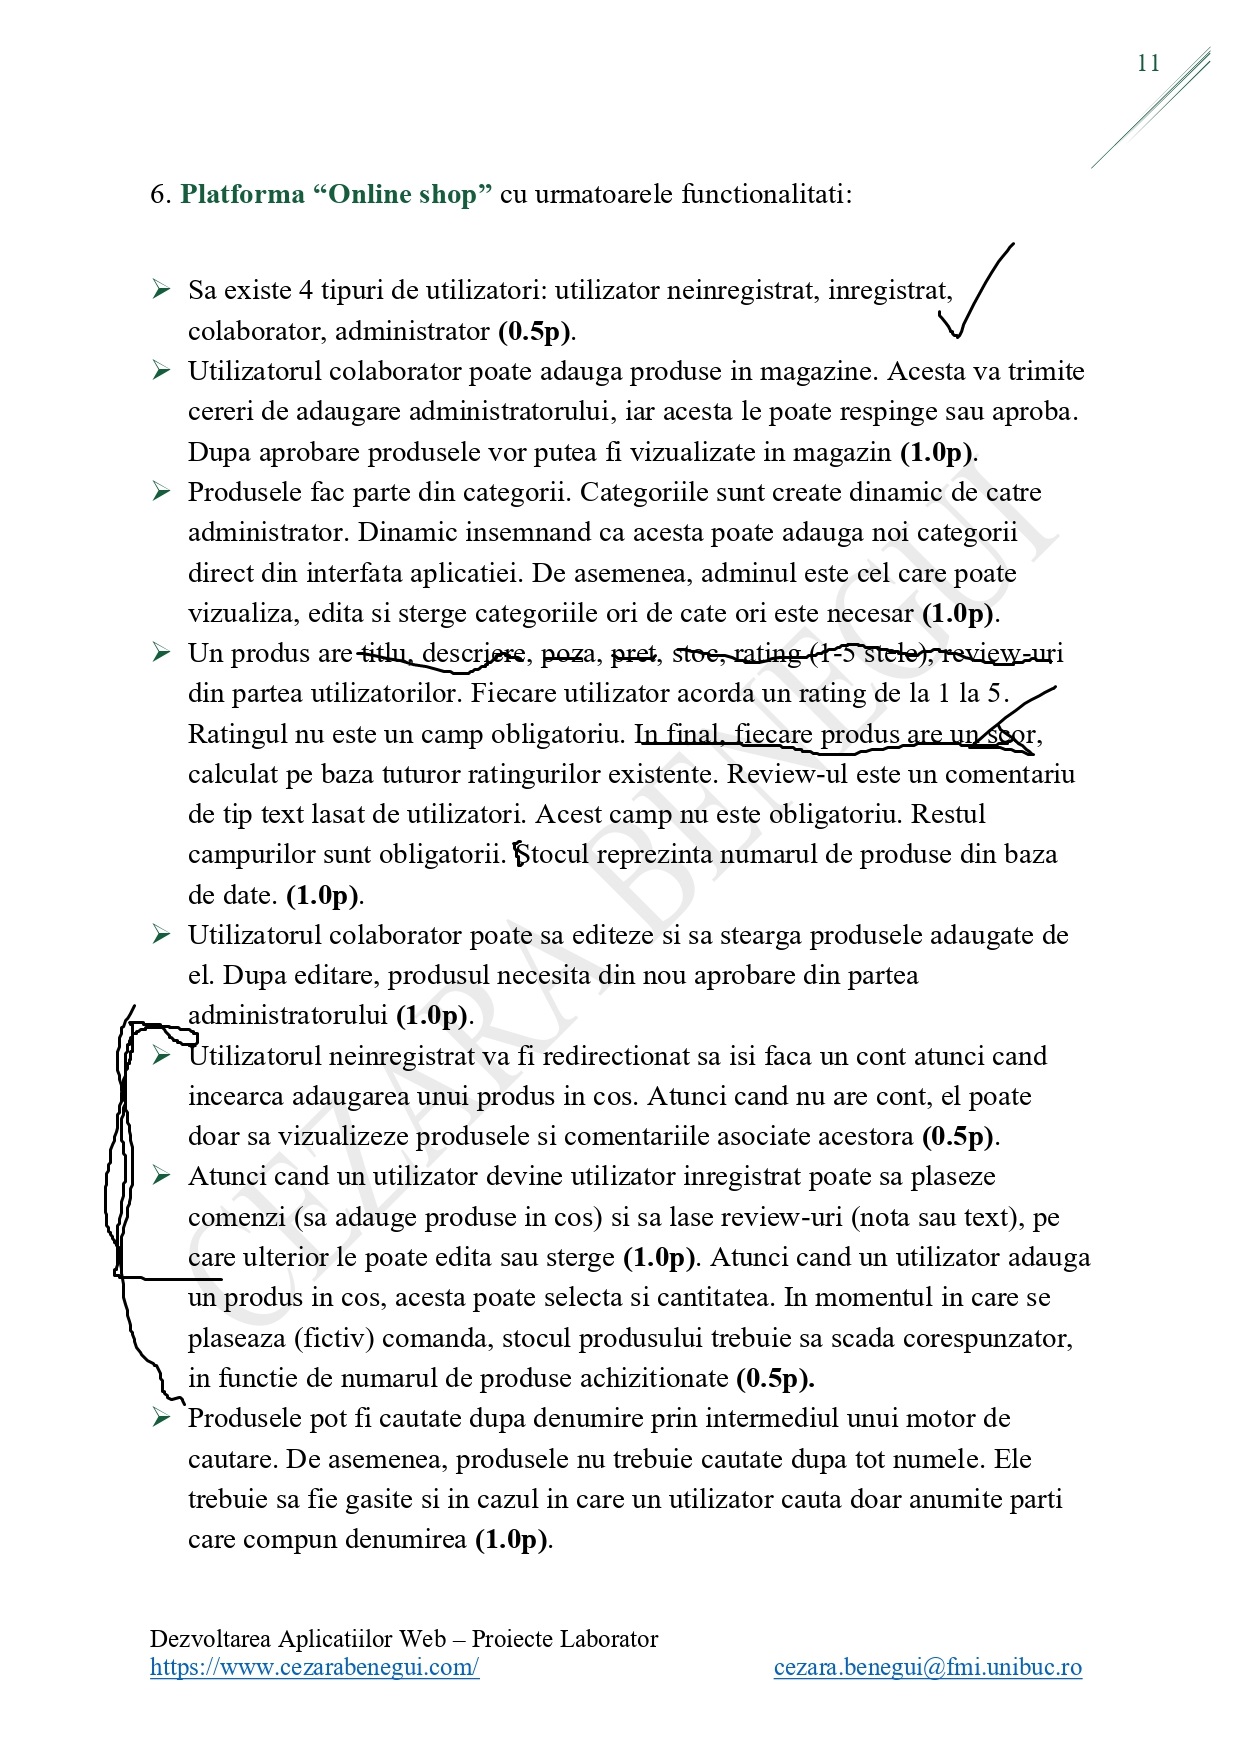 11
6. Platforma “Online shop” cu urmatoarele functionalitati:
➢ Sa existe 4 tipuri de utilizatori: utilizator neinregistrat, inregistrat,
colaborator, administrator (0.5p).
➢ Utilizatorul colaborator poate adauga produse in magazine. Acesta va trimite
cereri de adaugare administratorului, iar acesta le poate respinge sau aproba.
Dupa aprobare produsele vor putea fi vizualizate in magazin (1.0p).
➢ Produsele fac parte din categorii. Categoriile sunt create dinamic de catre
administrator. Dinamic insemnand ca acesta poate adauga noi categorii
direct din interfata aplicatiei. De asemenea, adminul este cel care poate
vizualiza, edita si sterge categoriile ori de cate ori este necesar (1.0p).
➢ Un produs are titlu, descriere, poza, pret, stoc, rating (1-5 stele), review-uri
din partea utilizatorilor. Fiecare utilizator acorda un rating de la 1 la 5.
Ratingul nu este un camp obligatoriu. In final, fiecare produs are un scor,
calculat pe baza tuturor ratingurilor existente. Review-ul este un comentariu
de tip text lasat de utilizatori. Acest camp nu este obligatoriu. Restul
campurilor sunt obligatorii. Stocul reprezinta numarul de produse din baza
de date. (1.0p).
➢ Utilizatorul colaborator poate sa editeze si sa stearga produsele adaugate de
el. Dupa editare, produsul necesita din nou aprobare din partea
administratorului (1.0p).
➢ Utilizatorul neinregistrat va fi redirectionat sa isi faca un cont atunci cand
incearca adaugarea unui produs in cos. Atunci cand nu are cont, el poate
doar sa vizualizeze produsele si comentariile asociate acestora (0.5p).
➢ Atunci cand un utilizator devine utilizator inregistrat poate sa plaseze
comenzi (sa adauge produse in cos) si sa lase review-uri (nota sau text), pe
care ulterior le poate edita sau sterge (1.0p). Atunci cand un utilizator adauga
un produs in cos, acesta poate selecta si cantitatea. In momentul in care se
plaseaza (fictiv) comanda, stocul produsului trebuie sa scada corespunzator,
in functie de numarul de produse achizitionate (0.5p).
➢ Produsele pot fi cautate dupa denumire prin intermediul unui motor de
cautare. De asemenea, produsele nu trebuie cautate dupa tot numele. Ele
trebuie sa fie gasite si in cazul in care un utilizator cauta doar anumite parti
care compun denumirea (1.0p).
CEZARA BENEGUI
Dezvoltarea Aplicatiilor Web – Proiecte Laborator
https://www.cezarabenegui.com/ cezara.benegui@fmi.unibuc.ro